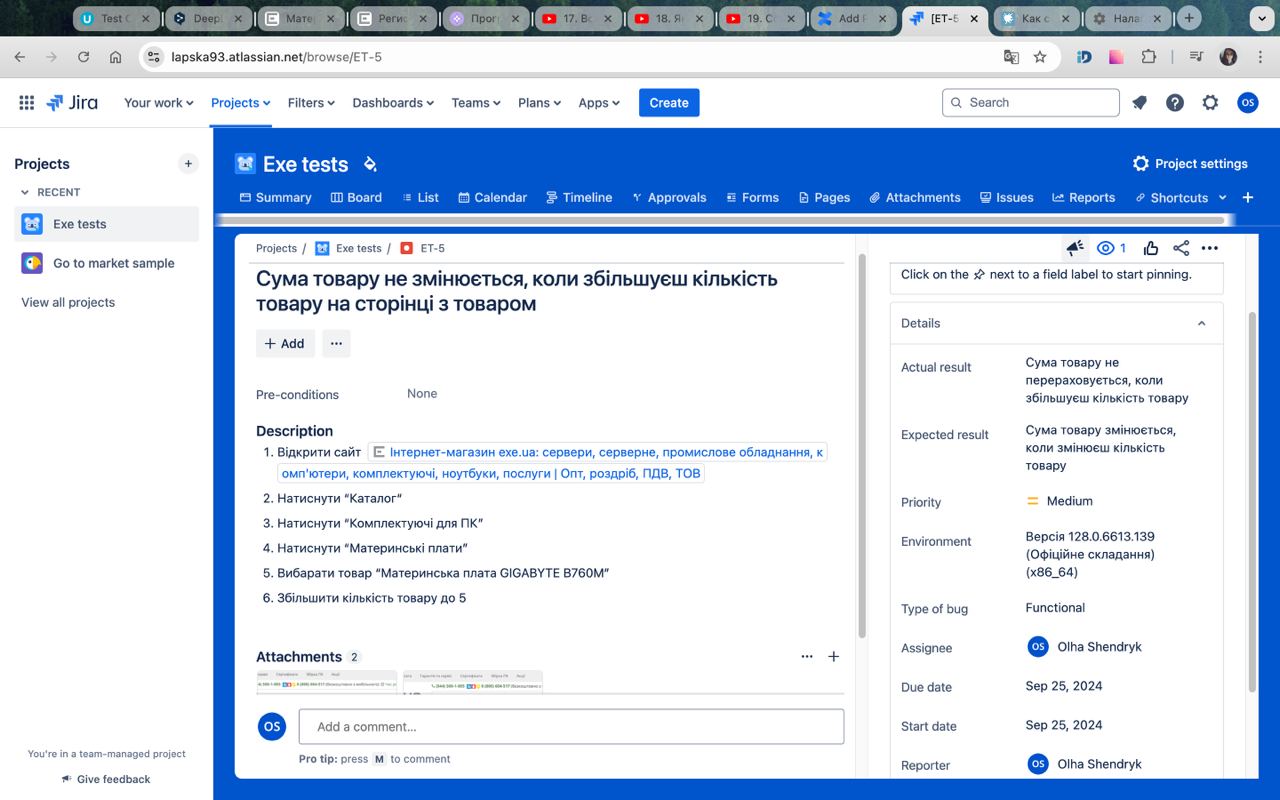 Test C
DeepL
Мате
Регис
Прог
17. Вс
18. Як
Add F
[ET-5
Как с
Нала
lapska93.atlassian.net/browse/ET-5
Jira
Your work
Projects
Filters
Dashboards
Teams
Plans
Apps
Create
Search
OS
Projects
RECENT
Exe tests
Go to market sample
View all projects
You're in a team-managed project
Give feedback
Exe tests
Project settings
Summary
Board
List
Calendar
Timeline
Approvals
Forms
Pages
Attachments
Issues
Reports
Shortcuts
Projects / Exe tests / ET-5
Сума товару не змінюється, коли збільшуєш кількість
товару на сторінці з товаром
Add
Pre-conditions
None
Description
1. Відкрити сайт Інтернет-магазин exe.ua: сервери, серверне, промислове обладнання, к
омп'ютери, комплектуючі, ноутбуки, послуги | Опт, роздріб, ПДВ, ТОВ
2. Натиснути “Каталог“
3. Натиснути “Комплектуючі для ПК”
4. Натиснути “Материнські плати”
5. Вибарати товар “Материнська плата GIGABYTE B760M”
6. Збільшити кількість товару до 5
Attachments 2
OS
Add a comment…
Pro tip: press M to comment
1
Click on the next to a field label to start pinning.
Details
Actual result
Сума товару не
перераховується, коли
збільшуєш кількість товару
Expected result
Сума товару змінюється,
коли змінюєш кількість
товару
Priority
Medium
Environment
Версія 128.0.6613.139
(Офіційне складання)
(x86_64)
Type of bug
Functional
Assignee
OS Olha Shendryk
Due date
Sep 25, 2024
Start date
Sep 25, 2024
Reporter
OS Olha Shendryk